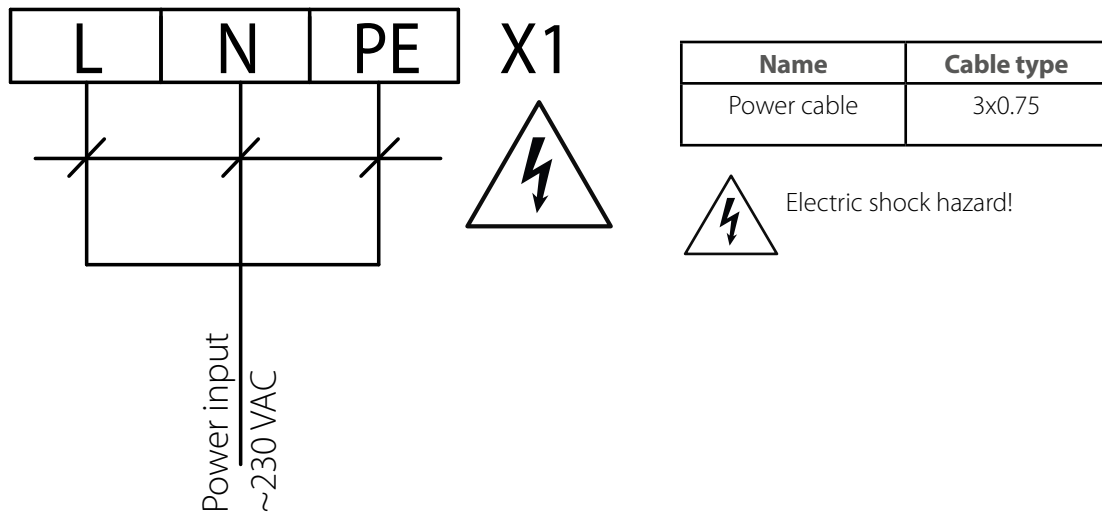 L N PE X1
Power input
~230 VAC
Name Cable type
Power cable 3x0.75
Electric shock hazard!